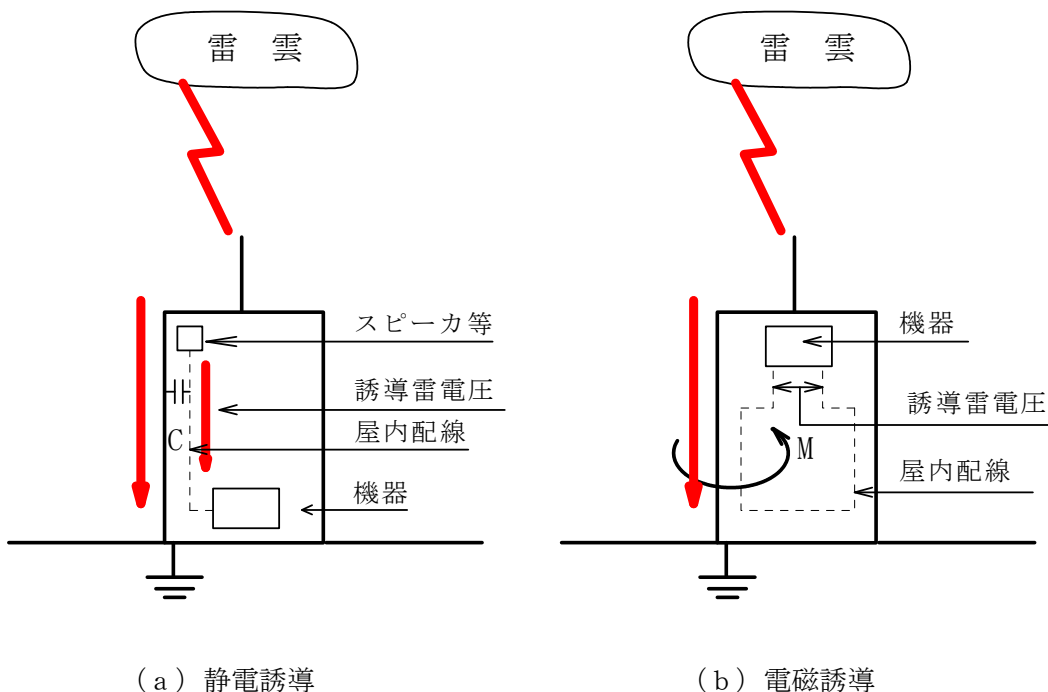 雷 雲
スピーカ等
誘導雷電圧
C
屋内配線
機器
(a) 静電誘導
雷 雲
機器
誘導雷電圧
M
屋内配線
(b) 電磁誘導